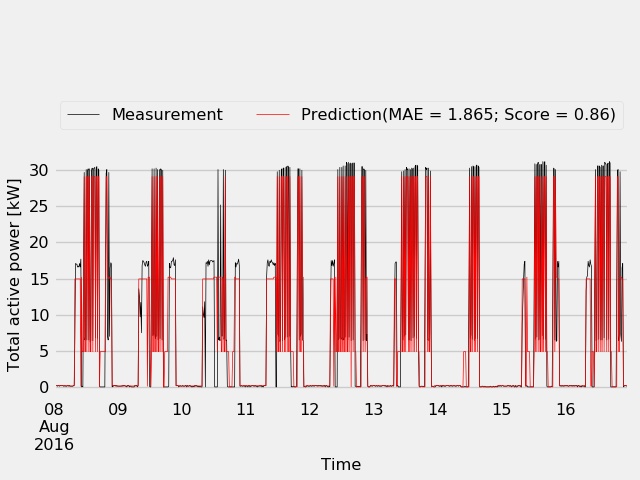 Measurement
Prediction(MAE = 1.865; Score = 0.86)
Total active power [kW]
30
25
20
15
10
5
0
08 09 10 11 12 13 14 15 16
Aug
2016
Time